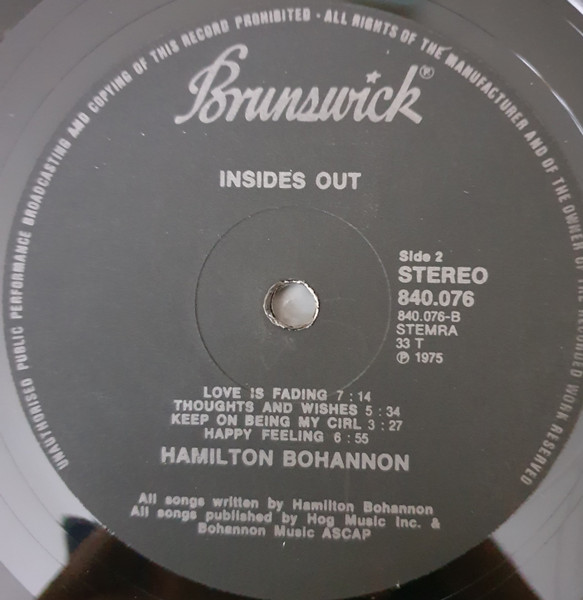 UNAUTHORISED PUBLIC PERFORMANCE BROADCASTING AND COPYING OF THIS RECORD PROHIBITED · ALL RIGHTS OF THE MANUFACTURER AND OF THE OWNER OF THE RECORDED WORK RESERVED
Brunswick®
INSIDES OUT
Side 2
STEREO
840.076
840.076-B
STEMRA
33 T
℗ 1975
LOVE IS FADING 7 : 14
THOUGHTS AND WISHES 5 : 34
KEEP ON BEING MY GIRL 3 : 27
HAPPY FEELING 6 : 55
HAMILTON BOHANNON
All songs written by Hamilton Bohannon
All songs published by Hog Music Inc. &
Bohannon Music ASCAP